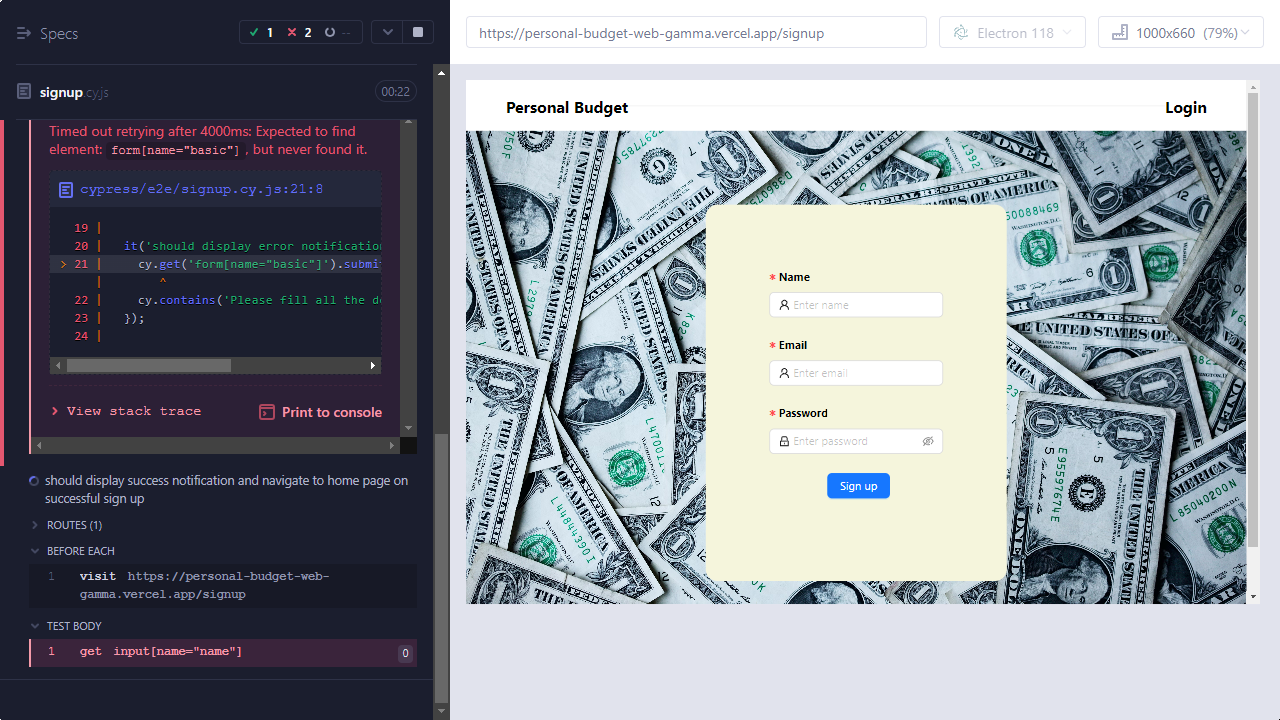 Specs
1
2
--
signup.cy.js
00:22
Timed out retrying after 4000ms: Expected to find
element: form[name="basic"] , but never found it.
cypress/e2e/signup.cy.js:21:8
19 |
20 | it('should display error notification
> 21 | cy.get('form[name="basic"]').submi
| ^
22 | cy.contains('Please fill all the de
23 | });
24 |
> View stack trace
Print to console
should display success notification and navigate to home page on
successful sign up
ROUTES (1)
BEFORE EACH
1 visit https://personal-budget-web-
gamma.vercel.app/signup
TEST BODY
1 get input[name="name"]
0
https://personal-budget-web-gamma.vercel.app/signup
Electron 118
1000x660 (79%)
Personal Budget
Login
* Name
Enter name
* Email
Enter email
* Password
Enter password
Sign up